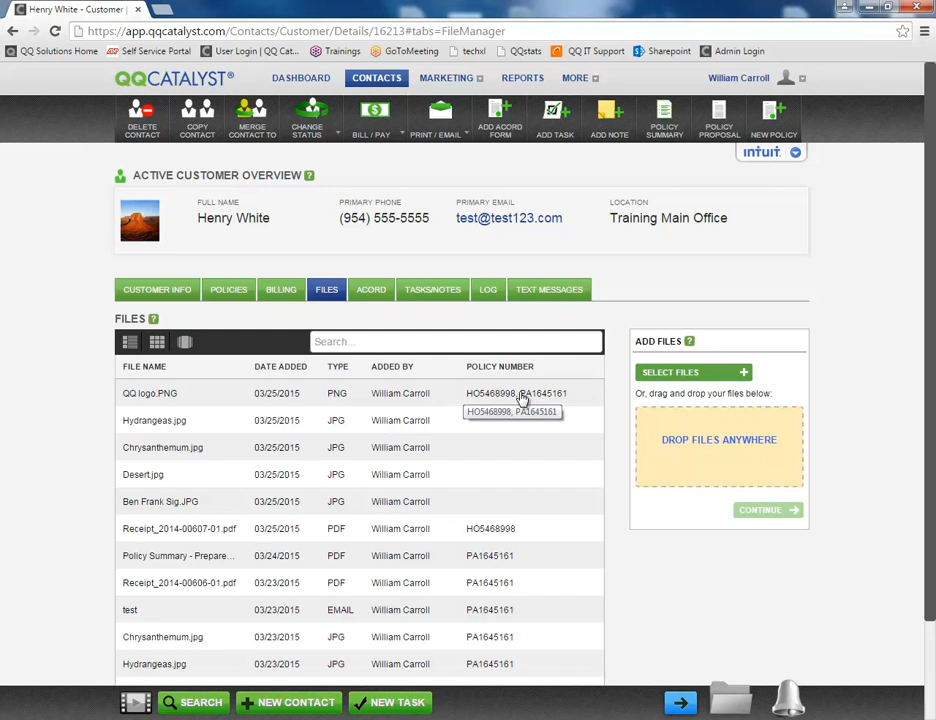 Henry White - Customer |
https://app.qqcatalyst.com/Contacts/Customer/Details/16213#tabs=FileManager
QQ Solutions Home Self Service Portal User Login | QQ Cat... Trainings GoToMeeting techxl QQstats QQ IT Support Sharepoint Admin Login
QQCATALYST® DASHBOARD CONTACTS MARKETING REPORTS MORE William Carroll
DELETE CONTACT COPY CONTACT MERGE CONTACT TO CHANGE STATUS BILL / PAY PRINT / EMAIL ADD ACORD FORM ADD TASK ADD NOTE POLICY SUMMARY POLICY PROPOSAL NEW POLICY
intuit
ACTIVE CUSTOMER OVERVIEW ?
FULL NAME PRIMARY PHONE PRIMARY EMAIL LOCATION
Henry White (954) 555-5555 test@test123.com Training Main Office
CUSTOMER INFO POLICIES BILLING FILES ACORD TASKS/NOTES LOG TEXT MESSAGES
FILES ?
Search...
FILE NAME DATE ADDED TYPE ADDED BY POLICY NUMBER
QQ logo.PNG 03/25/2015 PNG William Carroll HO5468998, PA1645161
HO5468998, PA1645161
Hydrangeas.jpg 03/25/2015 JPG William Carroll
Chrysanthemum.jpg 03/25/2015 JPG William Carroll
Desert.jpg 03/25/2015 JPG William Carroll
Ben Frank Sig.JPG 03/25/2015 JPG William Carroll
Receipt_2014-00607-01.pdf 03/25/2015 PDF William Carroll HO5468998
Policy Summary - Prepare... 03/24/2015 PDF William Carroll PA1645161
Receipt_2014-00606-01.pdf 03/23/2015 PDF William Carroll PA1645161
test 03/23/2015 EMAIL William Carroll PA1645161
Chrysanthemum.jpg 03/23/2015 JPG William Carroll PA1645161
Hydrangeas.jpg 03/23/2015 JPG William Carroll PA1645161
ADD FILES ?
SELECT FILES +
Or, drag and drop your files below:
DROP FILES ANYWHERE
CONTINUE
SEARCH NEW CONTACT NEW TASK